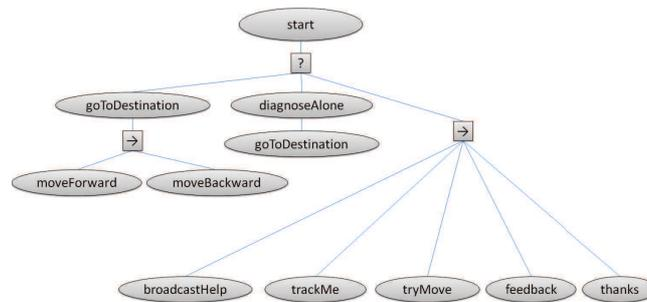 start
?
goToDestination
diagnoseAlone
→
goToDestination
→
moveForward
moveBackward
broadcastHelp
trackMe
tryMove
feedback
thanks